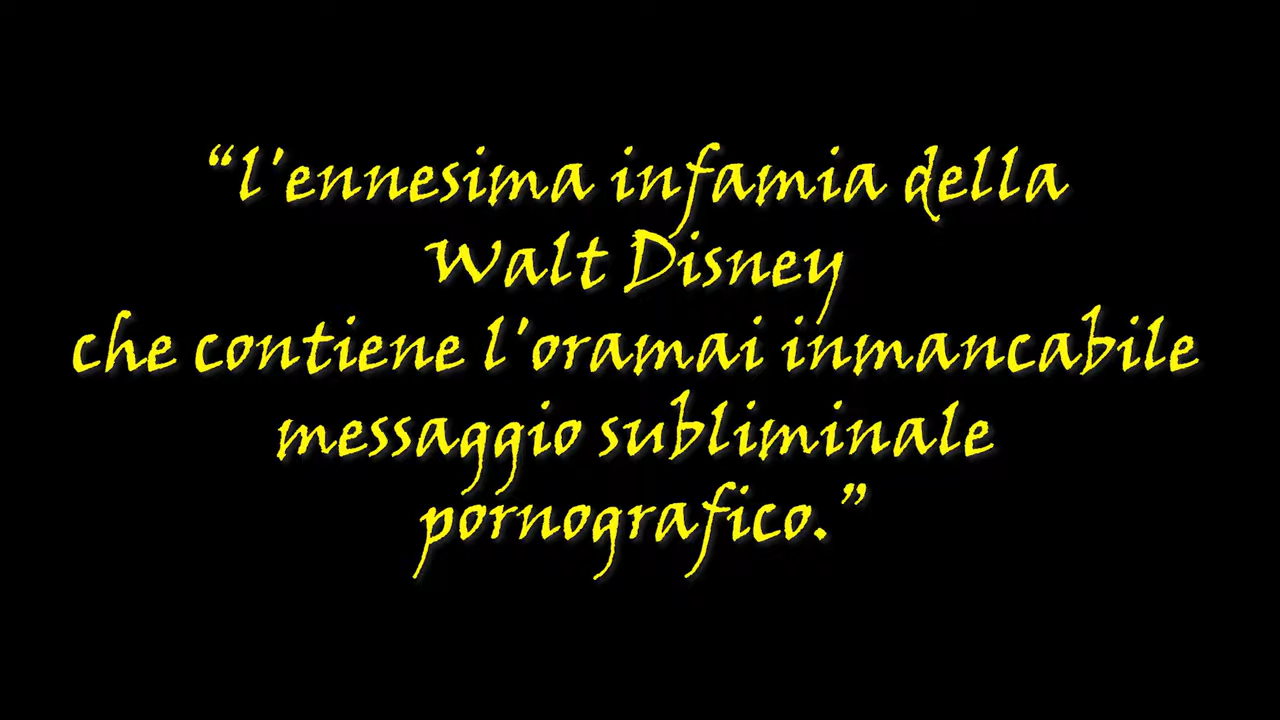 “l'ennesima infamia della
Walt Disney
che contiene l'oramai inmancabile
messaggio subliminale
pornografico.”